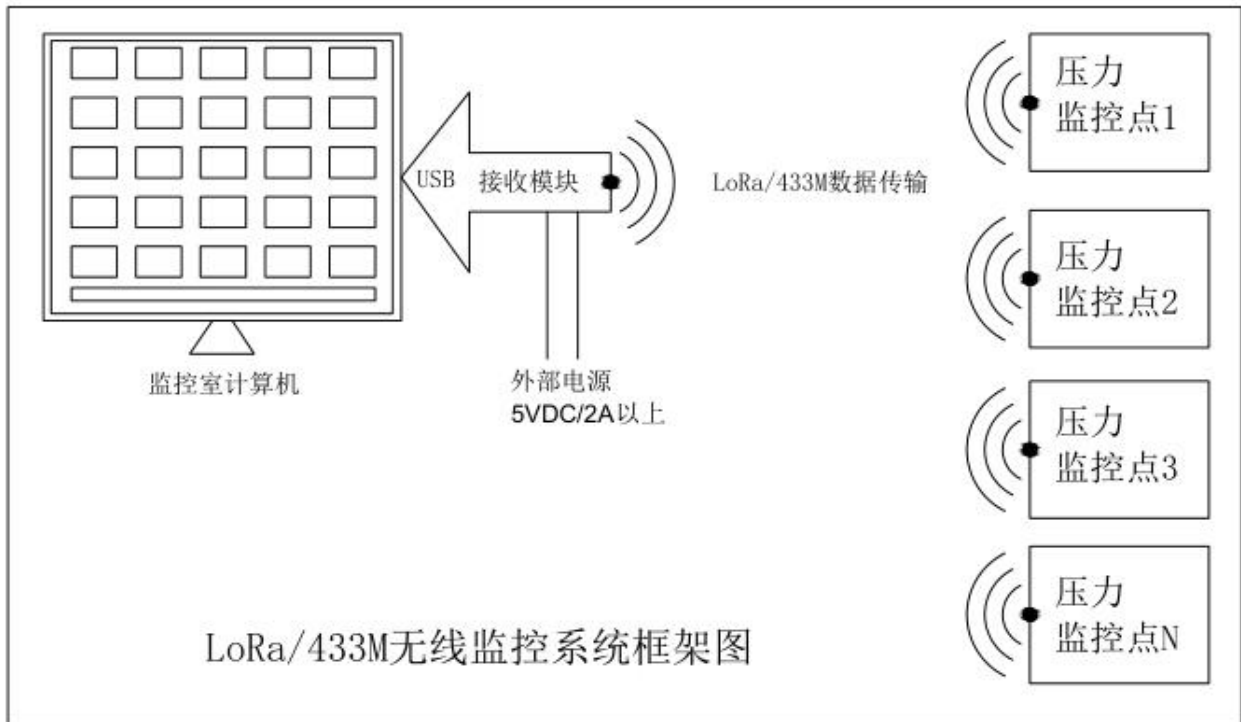 压力
监控点1
USB
接收模块
LoRa/433M数据传输
压力
监控点2
监控室计算机
外部电源
5VDC/2A以上
压力
监控点3
压力
监控点N
LoRa/433M无线监控系统框架图